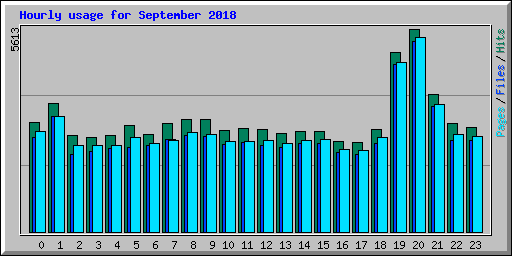 Hourly usage for September 2018
5613
Pages/Files/Hits
0 1 2 3 4 5 6 7 8 9 10 11 12 13 14 15 16 17 18 19 20 21 22 23